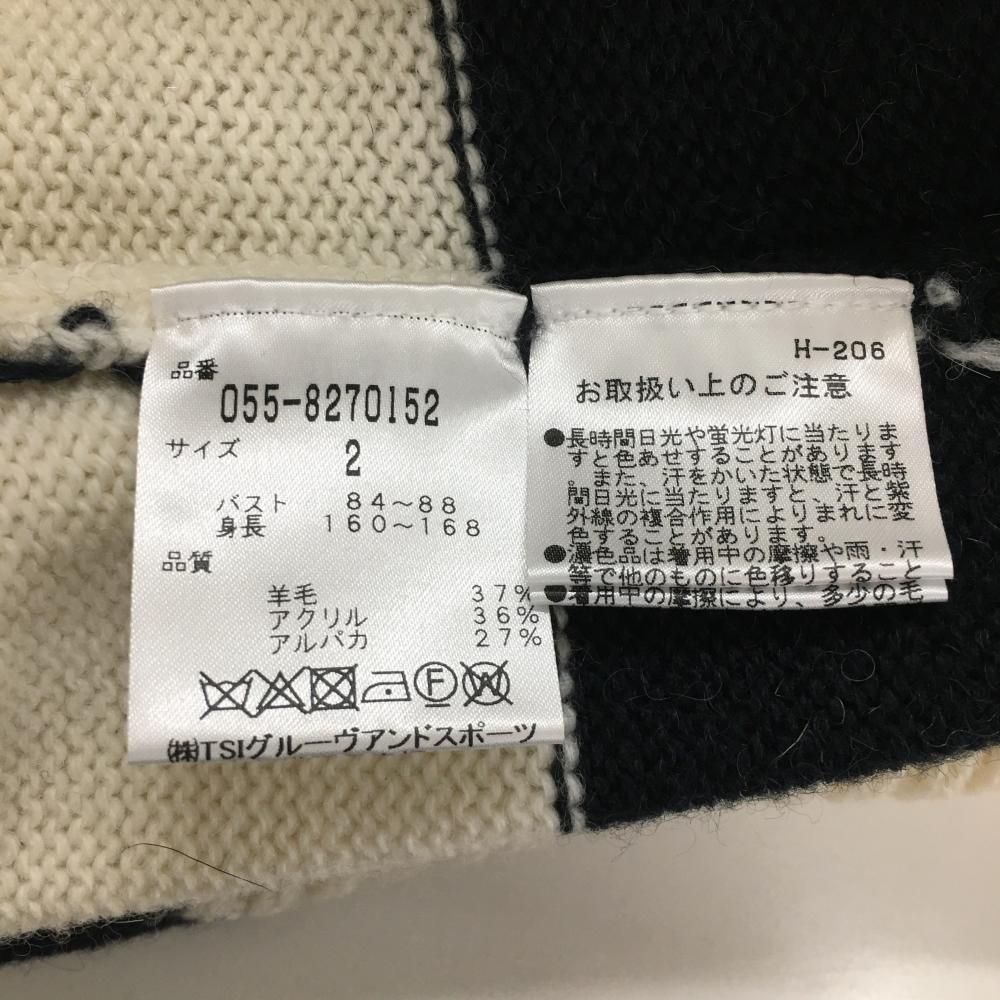 品番
055-8270152
サイズ
2
バスト 84～88
身長 160～168
品質
羊毛 37%
アクリル 36%
アルパカ 27%
F W
㈱TSIグルーヴアンドスポーツ
H-206
お取扱い上のご注意
●長時間日光や蛍光灯に当たりま
すと色あせすることがあります
。また、汗をかいた状態で長時
間日光に当たりますと、汗と紫
外線の複合作用によりまれに変
色することがあります。
●濃色品は着用中の摩擦や雨・汗
等で他のものに色移りすること
●着用中の摩擦により、多少の毛